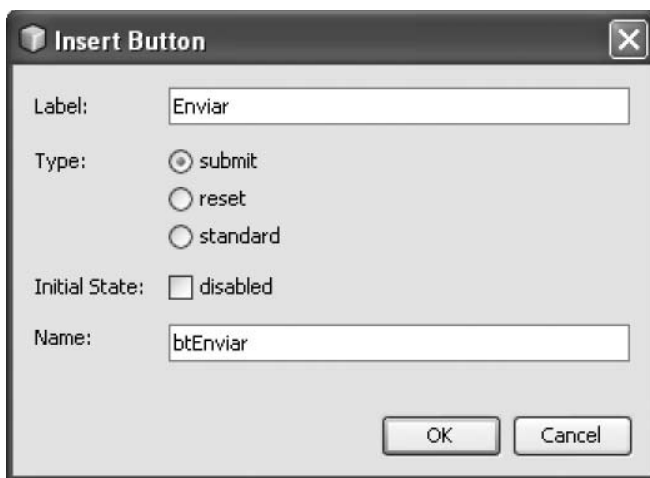 Insert Button
Label: Enviar
Type: submit
reset
standard
Initial State: disabled
Name: btEnviar
OK Cancel